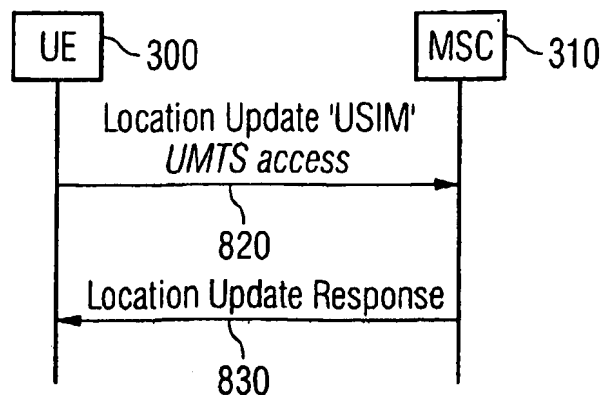 UE
300
MSC
310
Location Update 'USIM'
UMTS access
820
Location Update Response
830